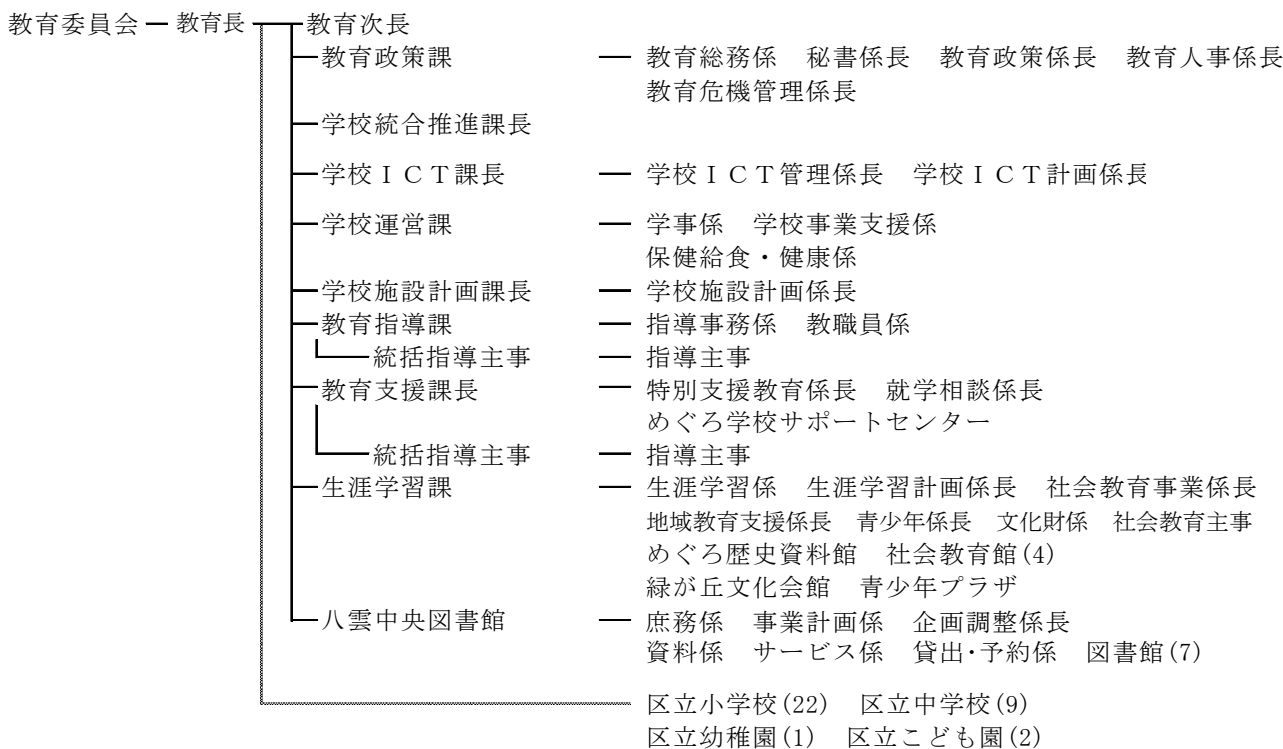 教育委員会 教育長 教育次長
教育政策課 教育総務係 秘書係長 教育政策係長 教育人事係長
教育危機管理係長
学校統合推進課長
学校ＩＣＴ課長 学校ＩＣＴ管理係長 学校ＩＣＴ計画係長
学校運営課 学事係 学校事業支援係
保健給食・健康係
学校施設計画課長 学校施設計画係長
教育指導課 指導事務係 教職員係
統括指導主事 指導主事
教育支援課長 特別支援教育係長 就学相談係長
めぐろ学校サポートセンター
統括指導主事 指導主事
生涯学習課 生涯学習係 生涯学習計画係長 社会教育事業係長
地域教育支援係長 青少年係長 文化財係 社会教育主事
めぐろ歴史資料館 社会教育館(4)
緑が丘文化会館 青少年プラザ
八雲中央図書館 庶務係 事業計画係 企画調整係長
資料係 サービス係 貸出･予約係 図書館(7)
区立小学校(22) 区立中学校(9)
区立幼稚園(1) 区立こども園(2)